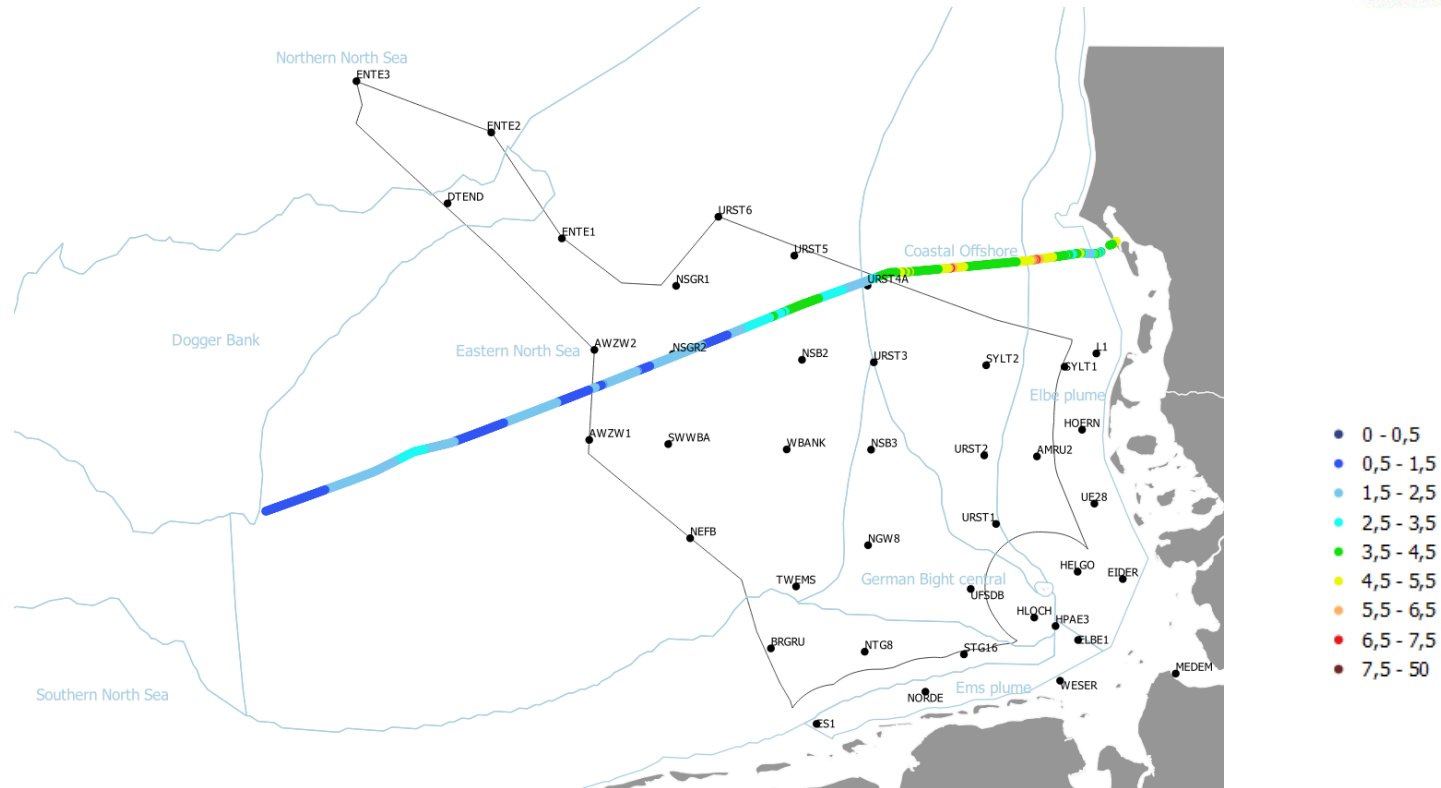 Northern North Sea
ENTE3
ENTE2
DTEND
URST6
ENTE1
URST5
Coastal Offshore
NSGR1
URST4A
Dogger Bank
Eastern North Sea
AWZW2
NSGR2
NSB2
URST3
SYLT2
L1
SYLT1
Elbe plume
HOERN
AWZW1
SWWBA
WBANK
NSB3
URST2
AMRU2
0 - 0,5
0,5 - 1,5
1,5 - 2,5
2,5 - 3,5
3,5 - 4,5
4,5 - 5,5
5,5 - 6,5
6,5 - 7,5
7,5 - 50
UE28
URST1
NEFB
NGW8
HELGO
EIDER
TWEMS
German Bight central
UFSDB
HLOCH
HPAE3
BRGRU
NTG8
STG16
ELBE1
MEDEM
Southern North Sea
Ems plume
WESER
NORDE
ES1